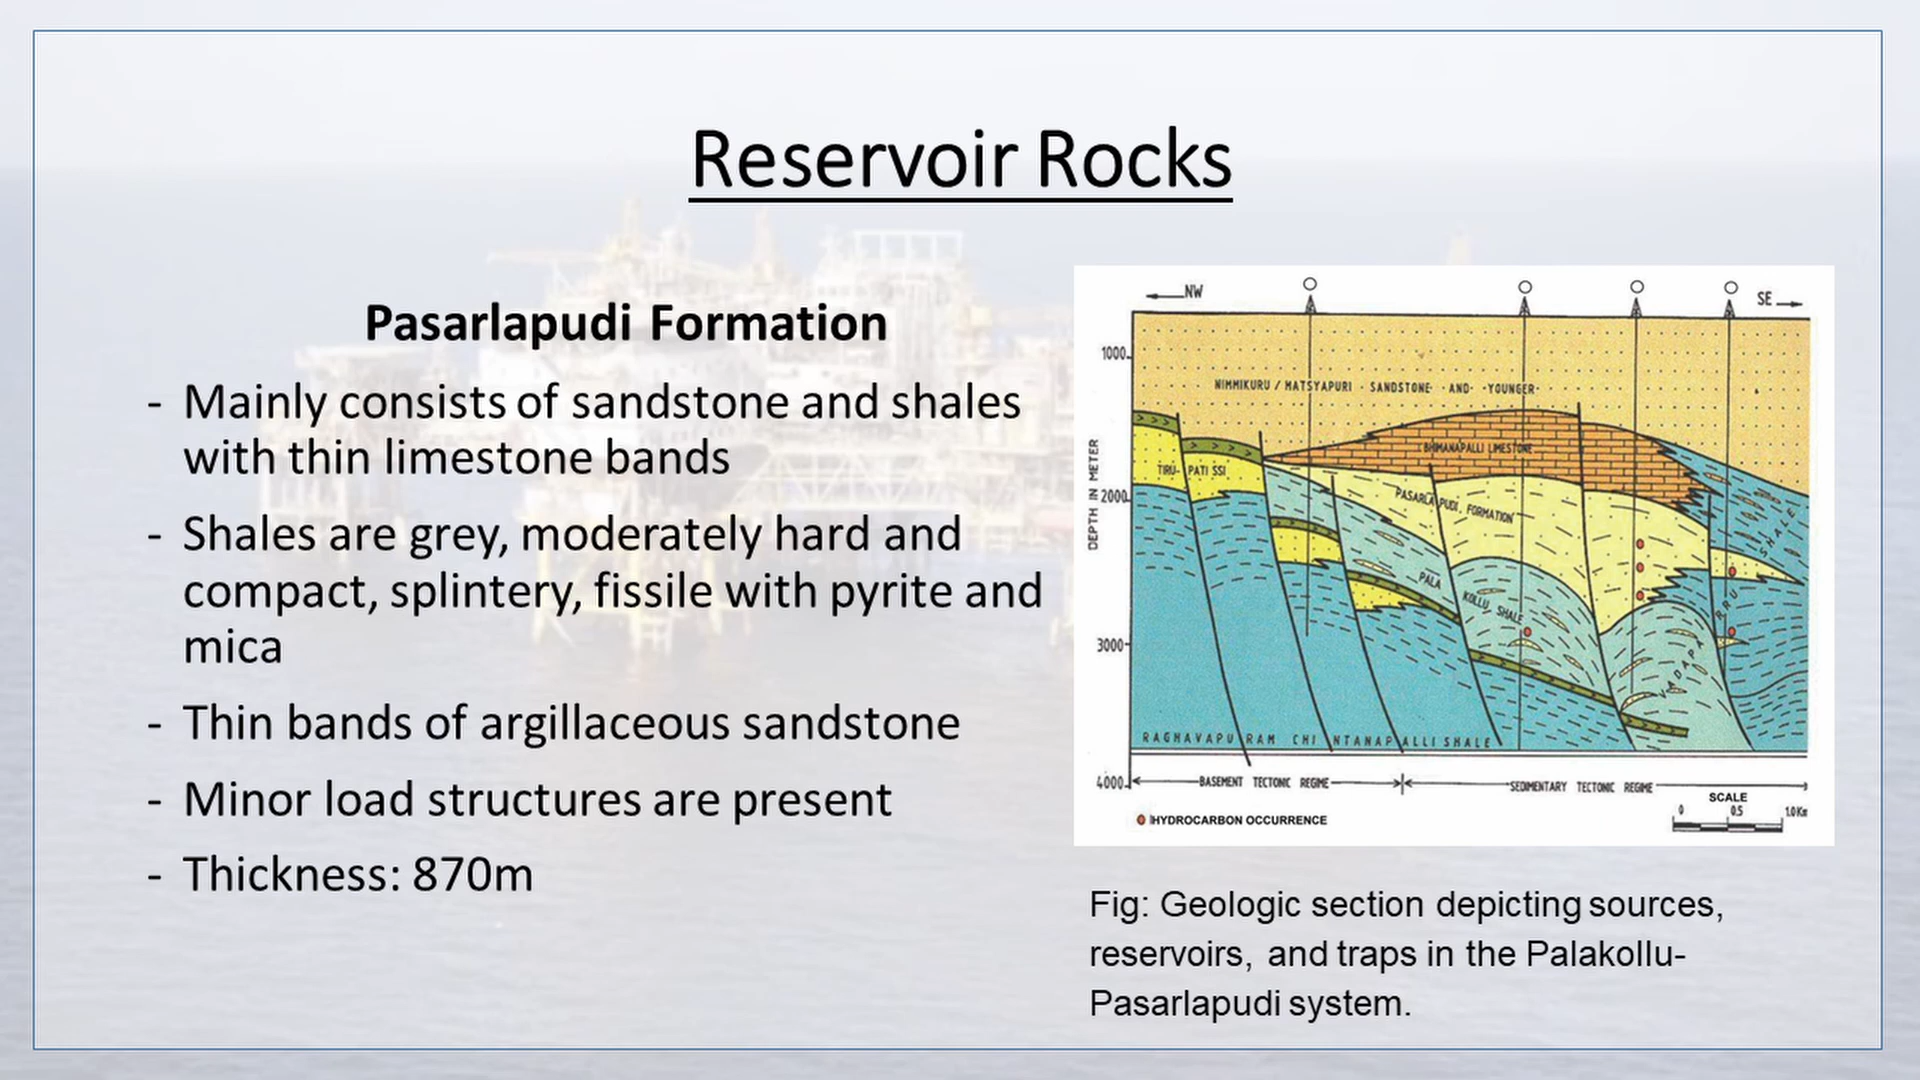 Reservoir Rocks
Pasarlapudi Formation
- Mainly consists of sandstone and shales
with thin limestone bands
- Shales are grey, moderately hard and
compact, splintery, fissile with pyrite and
mica
- Thin bands of argillaceous sandstone
- Minor load structures are present
- Thickness: 870m
NW
SE
DEPTH IN METER
1000
2000
3000
4000
NIMMIKURU / MATSYAPURI SANDSTONE AND YOUNGER
BHIMANAPALLI LIMESTONE
TIRU- PATI SSI
PASARLAPUDI, FORMATION
PALA KOLLU SHALE
VADAPARRU SHALE
RAGHAVAPURAM CHINTANAPALLI SHALE
BASEMENT TECTONIC REGIME
SEDIMENTARY TECTONIC REGIME
HYDROCARBON OCCURRENCE
SCALE
0 0.5 1.0 Km
Fig: Geologic section depicting sources,
reservoirs, and traps in the Palakollu-
Pasarlapudi system.